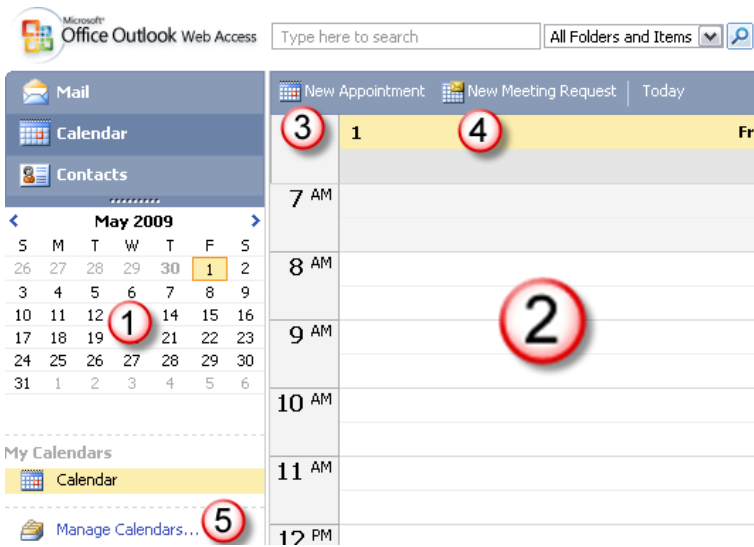 Microsoft®
Office Outlook Web Access
Type here to search
All Folders and Items
Mail
Calendar
Contacts
May 2009
S M T W T F S
26 27 28 29 30 1 2
3 4 5 6 7 8 9
10 11 12 14 15 16
17 18 19 21 22 23
24 25 26 27 28 29 30
31 1 2 3 4 5 6
1
My Calendars
Calendar
Manage Calendars...
5
New Appointment New Meeting Request Today
3
4
1 Fr
7 AM
8 AM
2
9 AM
10 AM
11 AM
12 PM